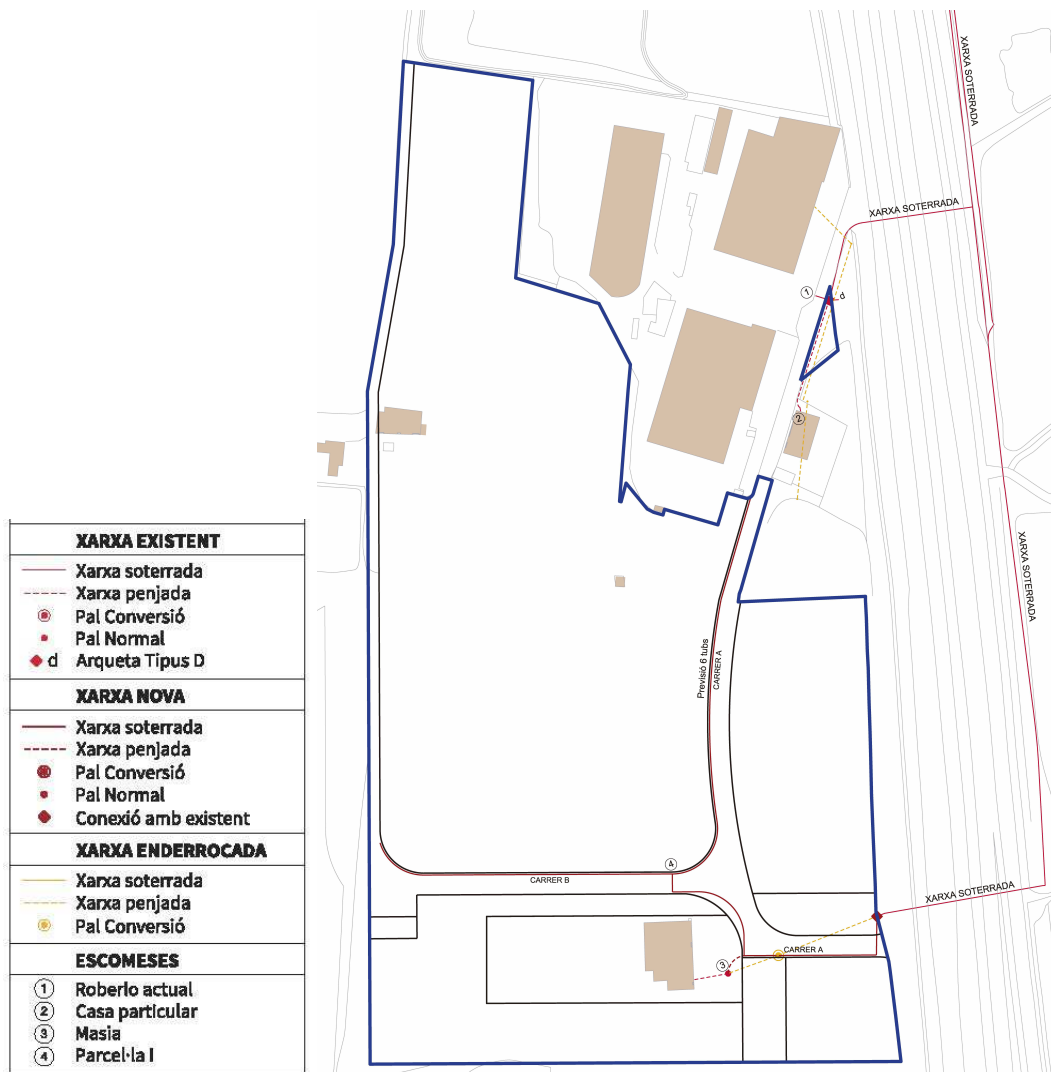 XARXA EXISTENT
Xarxa soterrada
Xarxa penjada
Pal Conversió
Pal Normal
d Arqueta Tipus D
XARXA NOVA
Xarxa soterrada
Xarxa penjada
Pal Conversió
Pal Normal
Conexió amb existent
XARXA ENDERROCADA
Xarxa soterrada
Xarxa penjada
Pal Conversió
ESCOMESES
1 Roberlo actual
2 Casa particular
3 Masia
4 Parcel·la I
XARXA SOTERRADA
XARXA SOTERRADA
1
d
2
XARXA SOTERRADA
Previsió 6 tubs
CARRER A
4
CARRER B
XARXA SOTERRADA
CARRER A
3